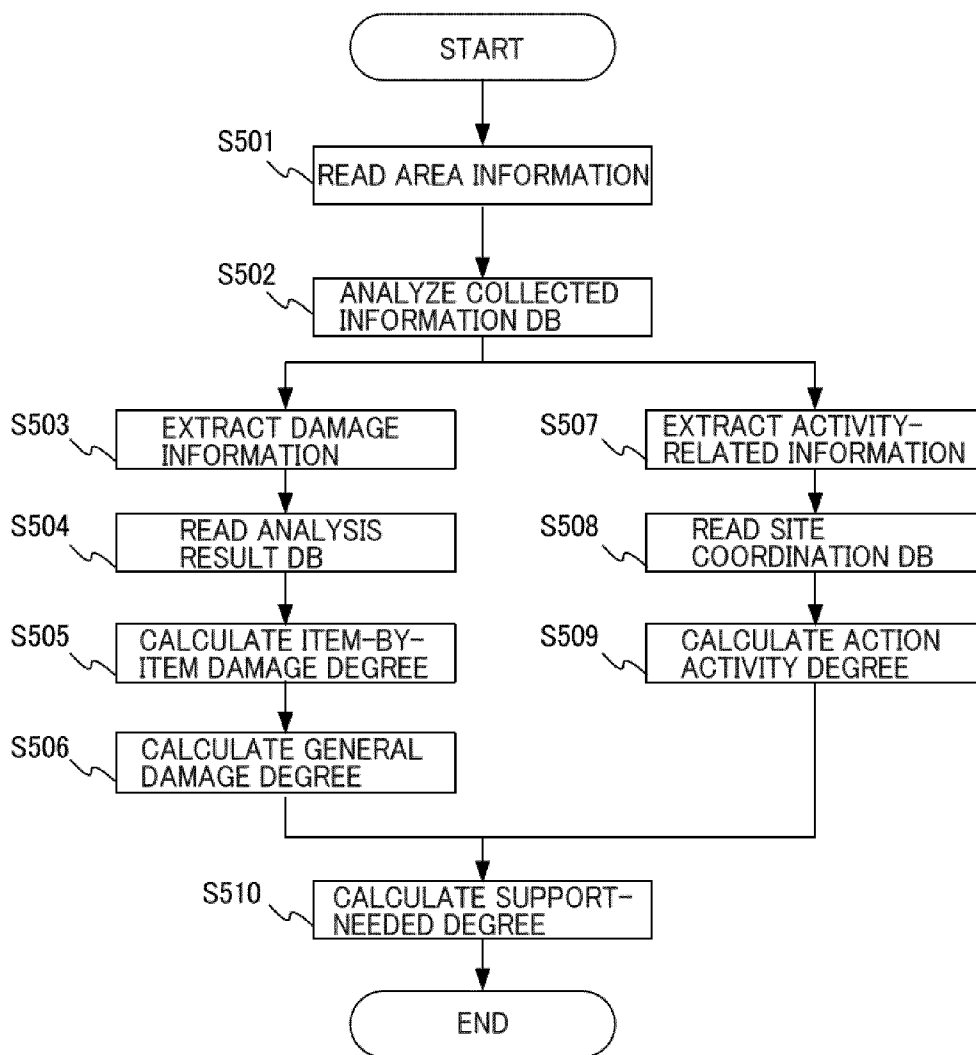 START
S501
READ AREA INFORMATION
S502
ANALYZE COLLECTED
INFORMATION DB
S503
EXTRACT DAMAGE
INFORMATION
S504
READ ANALYSIS
RESULT DB
S505
CALCULATE ITEM-BY-
ITEM DAMAGE DEGREE
S506
CALCULATE GENERAL
DAMAGE DEGREE
S507
EXTRACT ACTIVITY-
RELATED INFORMATION
S508
READ SITE
COORDINATION DB
S509
CALCULATE ACTION
ACTIVITY DEGREE
S510
CALCULATE SUPPORT-
NEEDED DEGREE
END